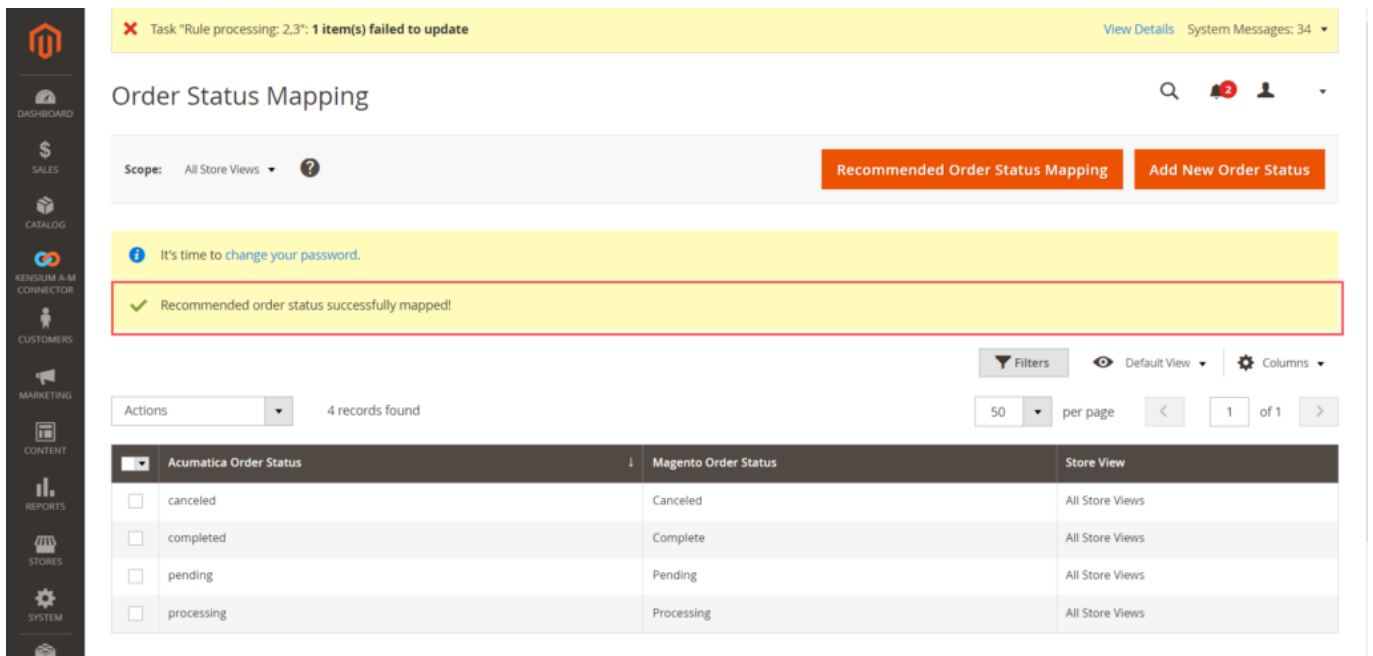 Task "Rule processing: 2,3": 1 item(s) failed to update
View Details System Messages: 34
Order Status Mapping
2
DASHBOARD
SALES
CATALOG
KENSIUM A-M
CONNECTOR
CUSTOMERS
MARKETING
CONTENT
REPORTS
STORES
SYSTEM
Scope: All Store Views ?
Recommended Order Status Mapping
Add New Order Status
It's time to change your password.
Recommended order status successfully mapped!
Filters
Default View
Columns
Actions
4 records found
50 per page 1 of 1
Acumatica Order Status ↓ Magento Order Status Store View
canceled Canceled All Store Views
completed Complete All Store Views
pending Pending All Store Views
processing Processing All Store Views